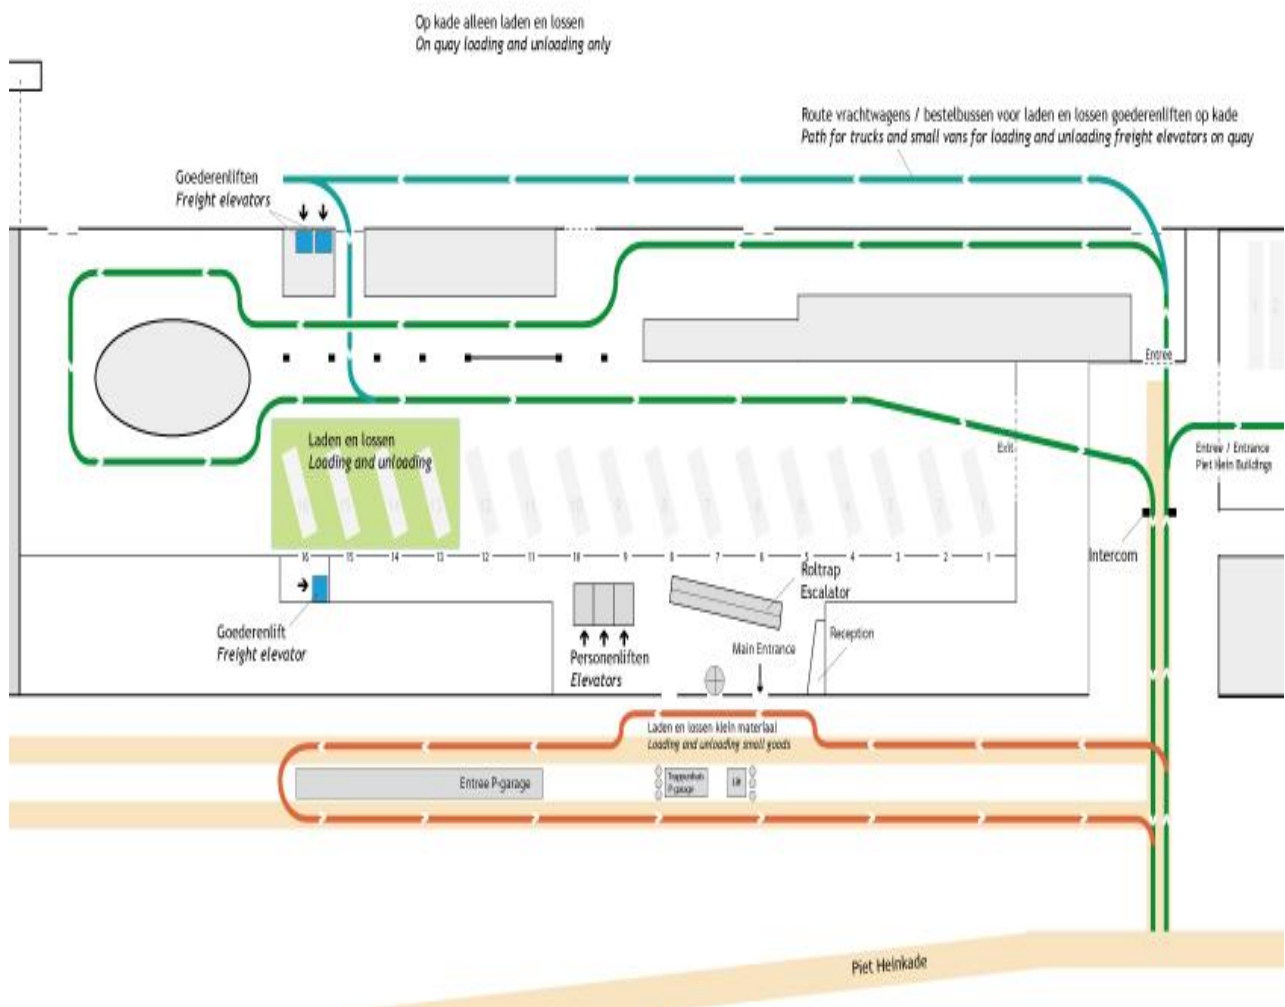 Op kade alleen laden en lossen
On quay loading and unloading only
Route vrachtwagens / bestelbussen voor laden en lossen goederenliften op kade
Path for trucks and small vans for loading and unloading freight elevators on quay
Goederenliften
Freight elevators
Entree
Laden en lossen
Loading and unloading
Exit
Entree / Entrance
Piet Hein Buildings
Intercom
16 15 14 13 12 11 10 9 8 7 6 5 4 3 2 1
Roltrap
Escalator
Goederenlift
Freight elevator
Personenliften
Elevators
Main Entrance
Reception
Laden en lossen klein materiaal
Loading and unloading small goods
Entree P-garage
Trappenhuis
P-garage
Lift
Piet Heinkade